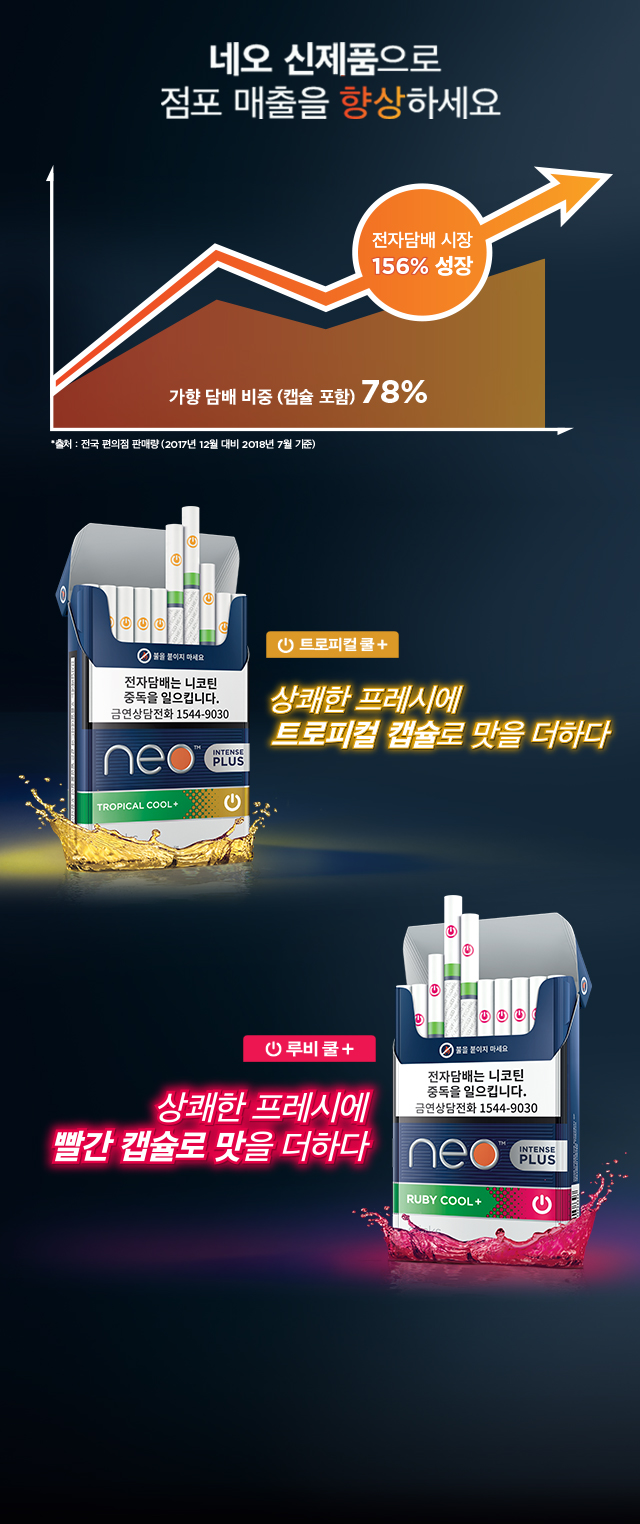 네오 신제품으로
점포 매출을 향상하세요
전자담배 시장
156% 성장
가향 담배 비중 (캡슐 포함) 78%
*출처 : 전국 편의점 판매량 (2017년 12월 대비 2018년 7월 기준)
불을 붙이지 마세요
전자담배는 니코틴
중독을 일으킵니다.
금연상담전화 1544-9030
neo™ INTENSE
PLUS
TROPICAL COOL+
트로피컬 쿨+
상쾌한 프레시에
트로피컬 캡슐로 맛을 더하다
루비 쿨+
상쾌한 프레시에
빨간 캡슐로 맛을 더하다
불을 붙이지 마세요
전자담배는 니코틴
중독을 일으킵니다.
금연상담전화 1544-9030
neo™ INTENSE
PLUS
RUBY COOL+